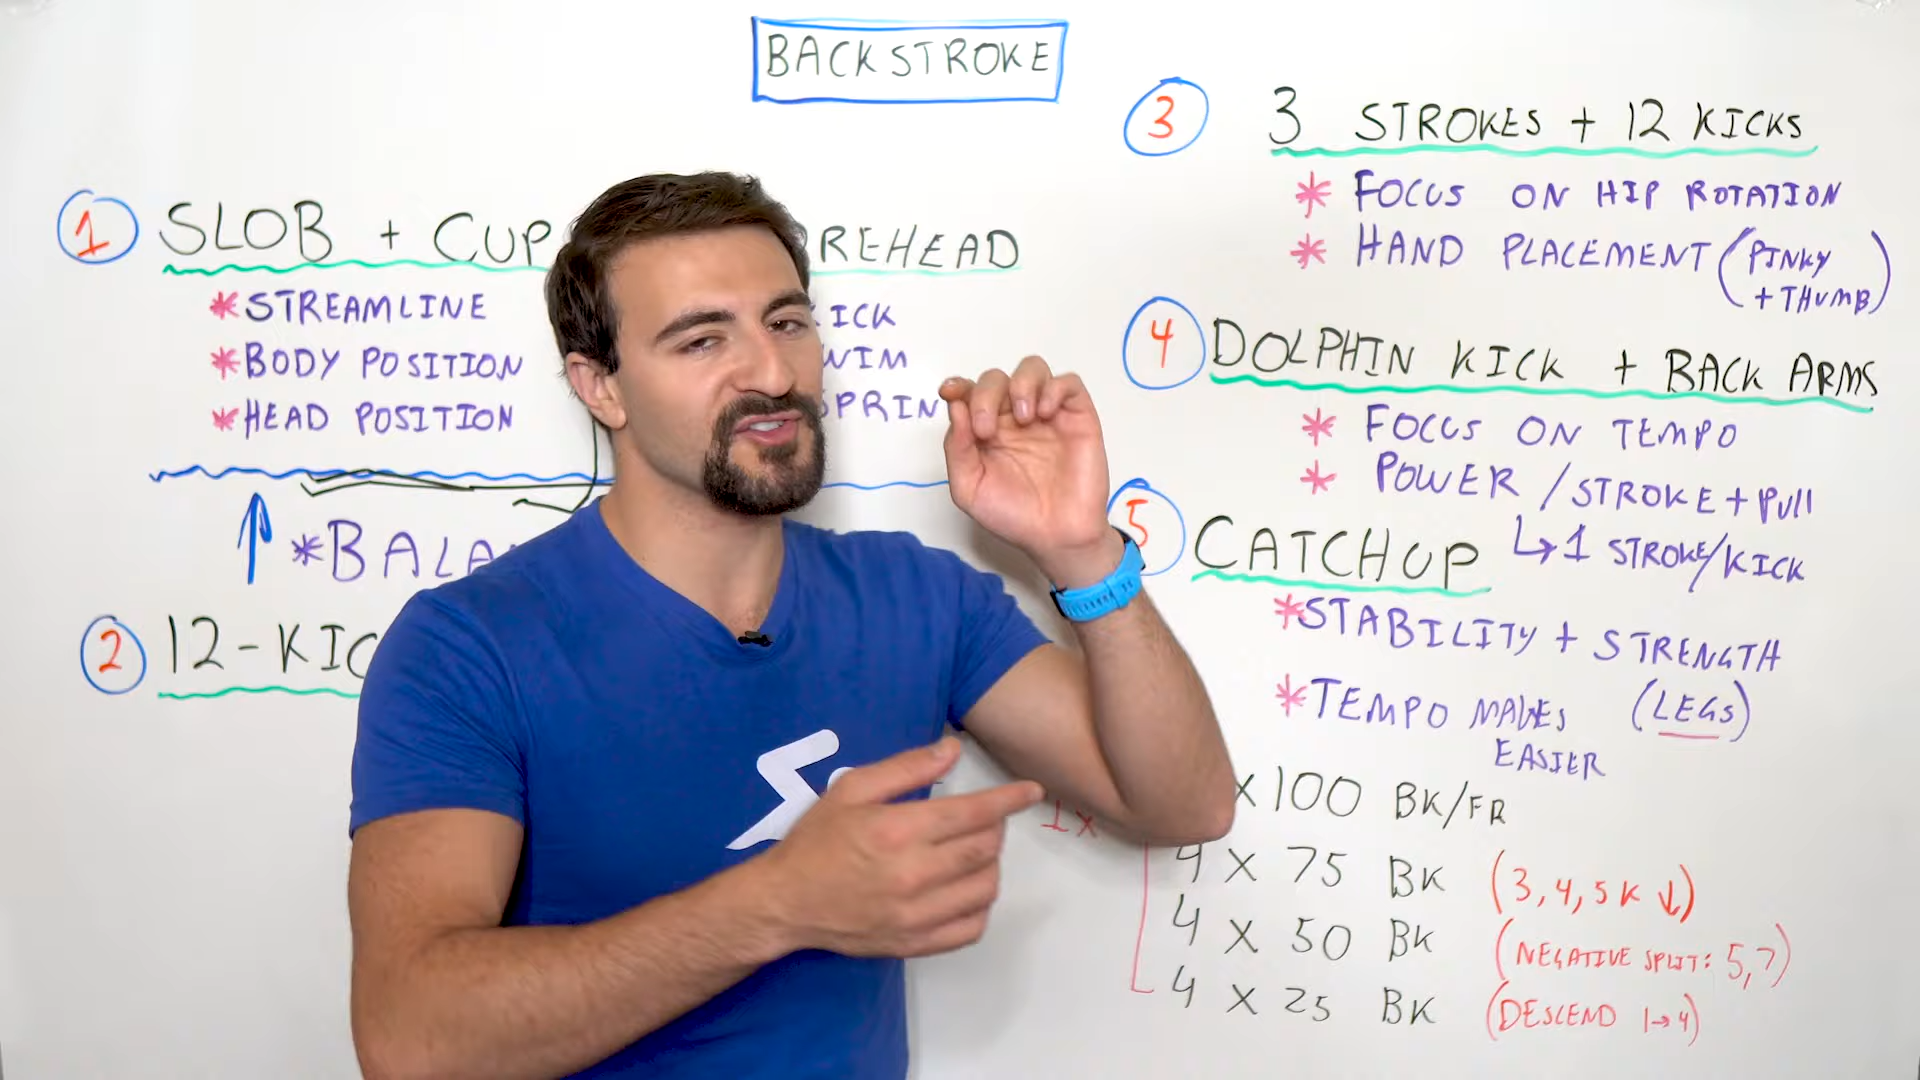 BACKSTROKE
1 SLOB + CUP REHEAD
* STREAMLINE ICK
* BODY POSITION WIM
* HEAD POSITION SPRIN
* BALA
2 12-KIC
3 3 STROKES + 12 KICKS
* FOCUS ON HIP ROTATION
* HAND PLACEMENT (PINKY
+ THUMB)
4 DOLPHIN KICK + BACK ARMS
* FOCUS ON TEMPO
* POWER/STROKE + PULL
↳ 1 STROKE/KICK
5 CATCHUP
* STABILITY + STRENGTH
(LEGS)
* TEMPO MAKES
EASIER
X 100 BK/FR
1X
4 X 75 BK (3, 4, 5 K ↓)
4 X 50 BK (NEGATIVE SPLIT: 5, 7)
4 X 25 BK (DESCEND 1→4)